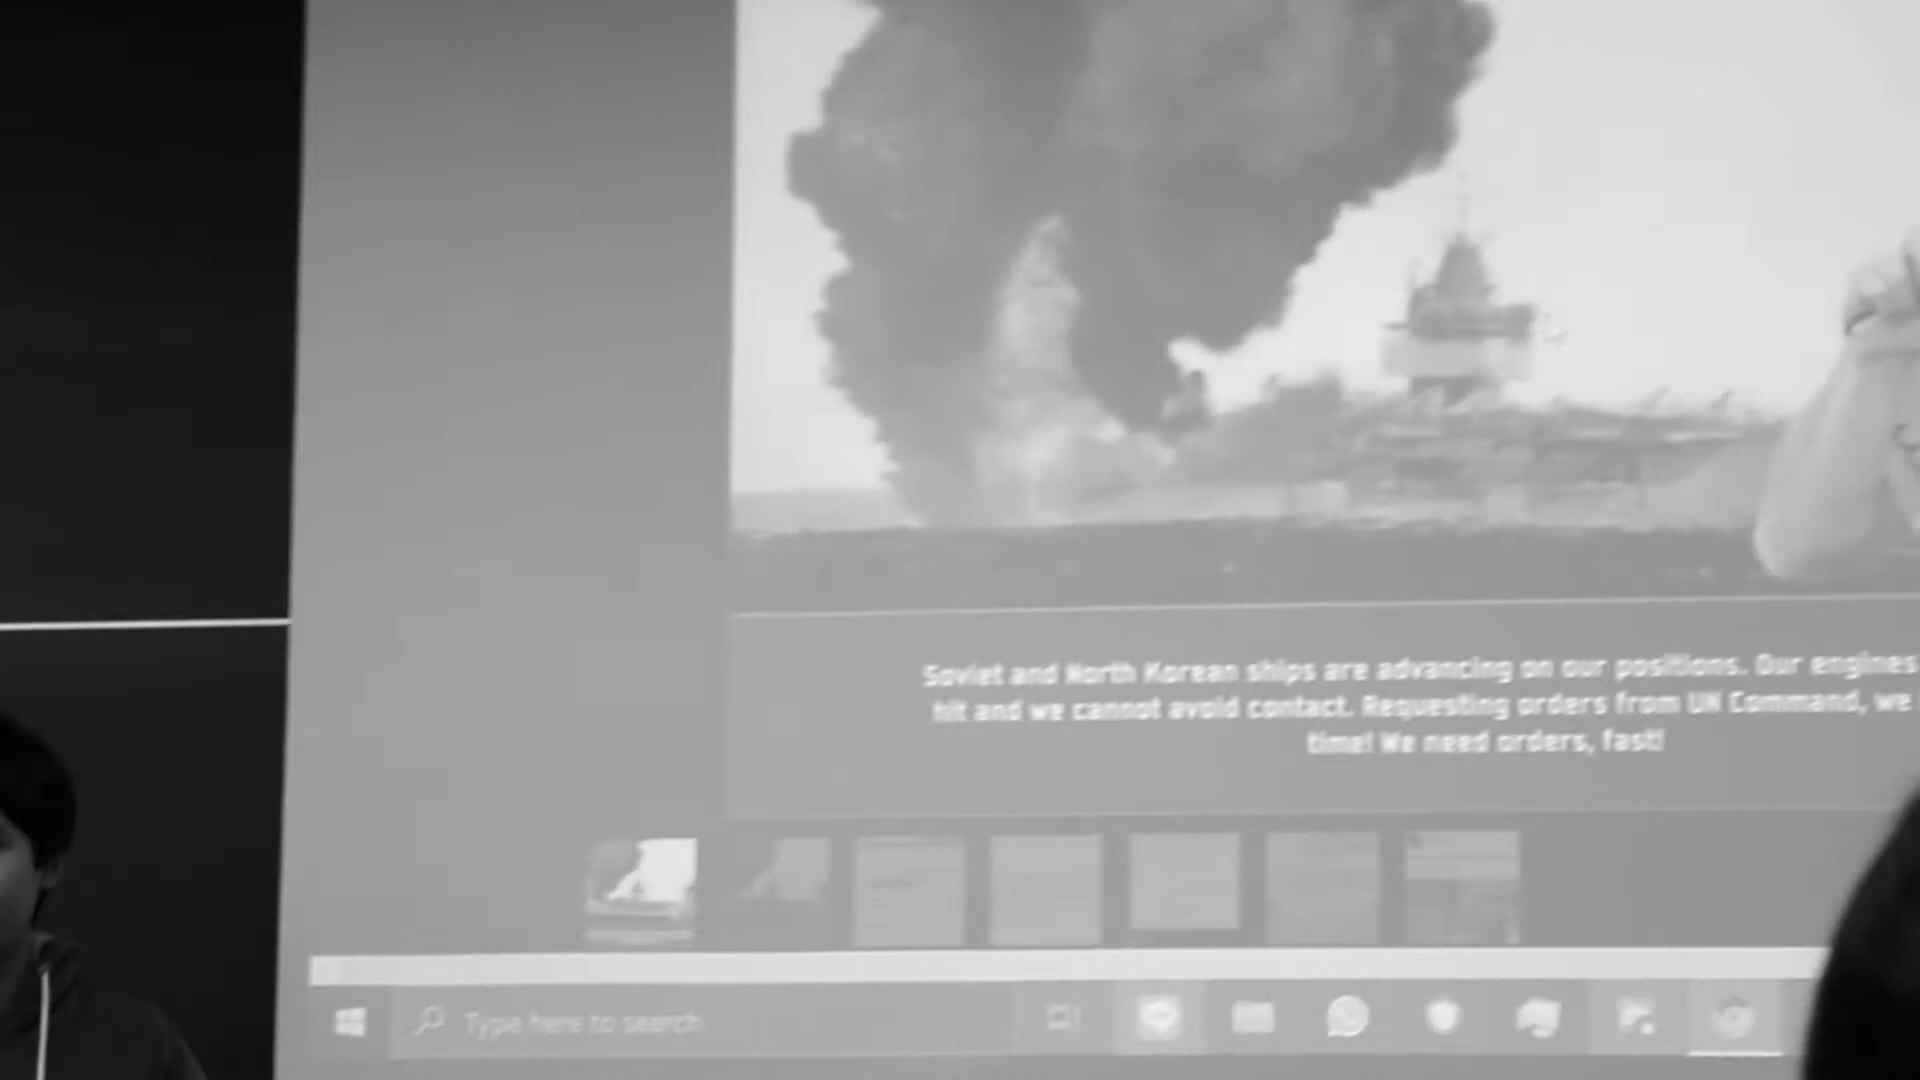 Soviet and North Korean ships are advancing on our positions. Our engines
hit and we cannot avoid contact. Requesting orders from UN Command, we
time! We need orders, fast!
Type here to search